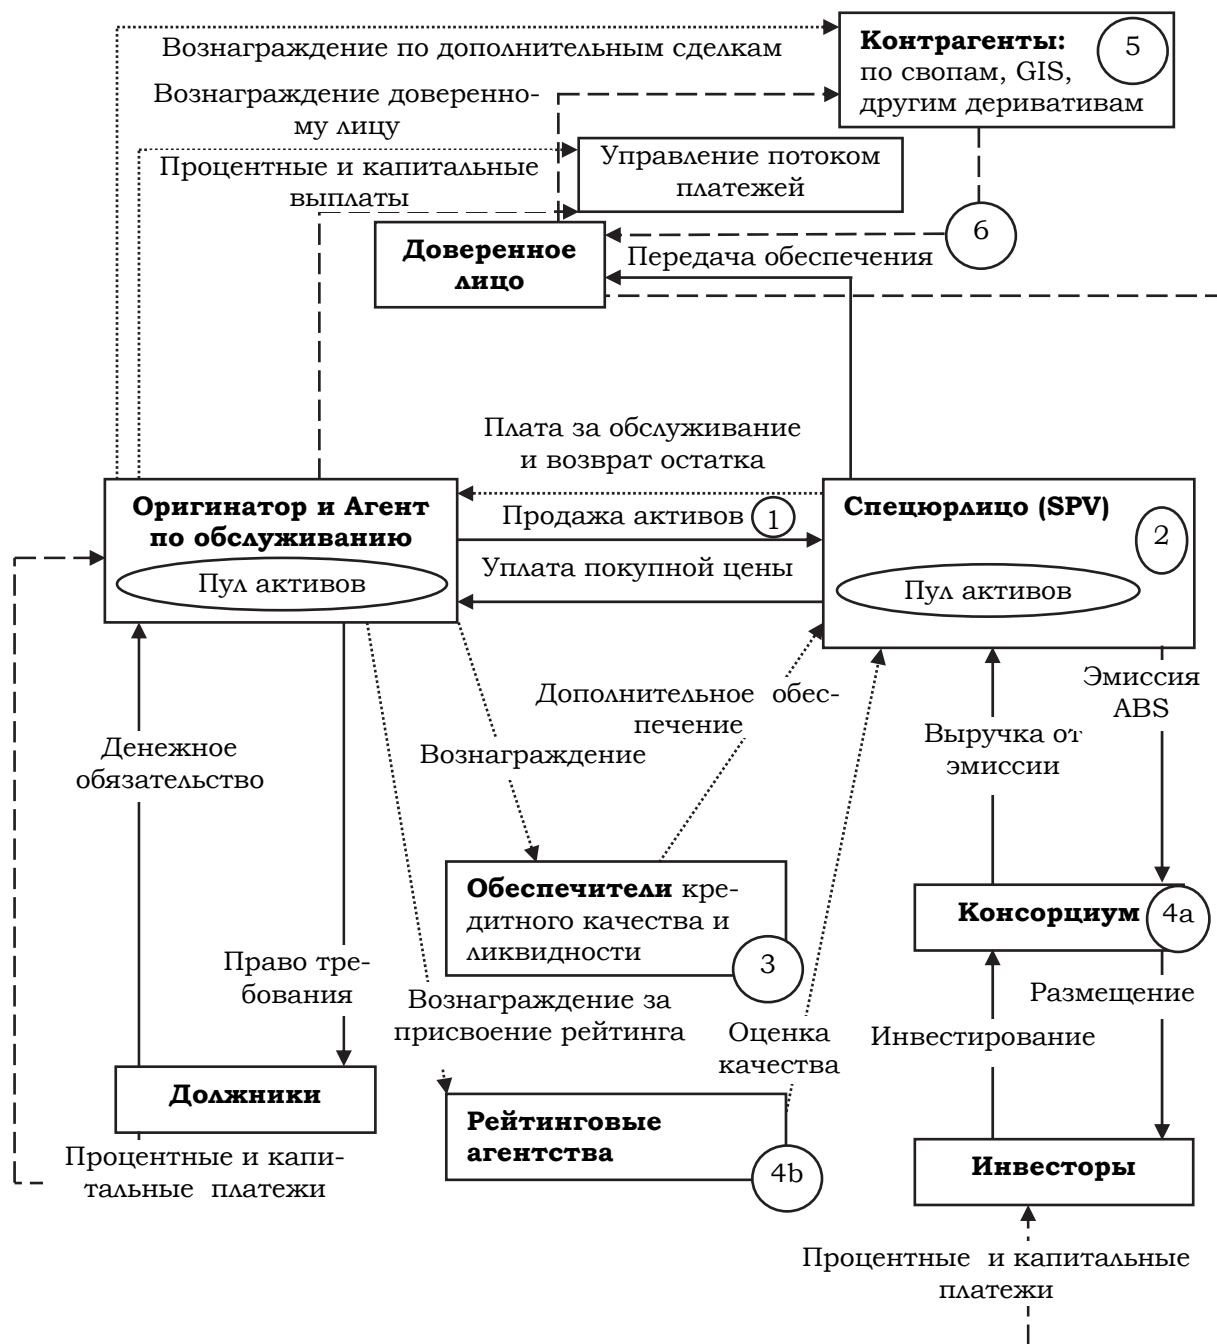 Вознаграждение по дополнительным сделкам
Контрагенты:
по свопам, GIS,
другим деривативам
5
Вознаграждение доверенно-
му лицу
Управление потоком
платежей
Процентные и капитальные
выплаты
6
Доверенное
лицо
Передача обеспечения
Плата за обслуживание
и возврат остатка
Оригинатор и Агент
по обслуживанию
Пул активов
Продажа активов
1
Уплата покупной цены
Спецюрлицо (SPV)
2
Пул активов
Эмиссия
ABS
Дополнительное обес-
печение
Денежное
обязательство
Вознаграждение
Выручка от
эмиссии
Обеспечители кре-
дитного качества и
ликвидности
3
Консорциум
4a
Право тре-
бования
Вознаграждение за
присвоение рейтинга
Оценка
качества
Инвестирование
Размещение
Должники
Рейтинговые
агентства
4b
Инвесторы
Процентные и капи-
тальные платежи
Процентные и капитальные
платежи